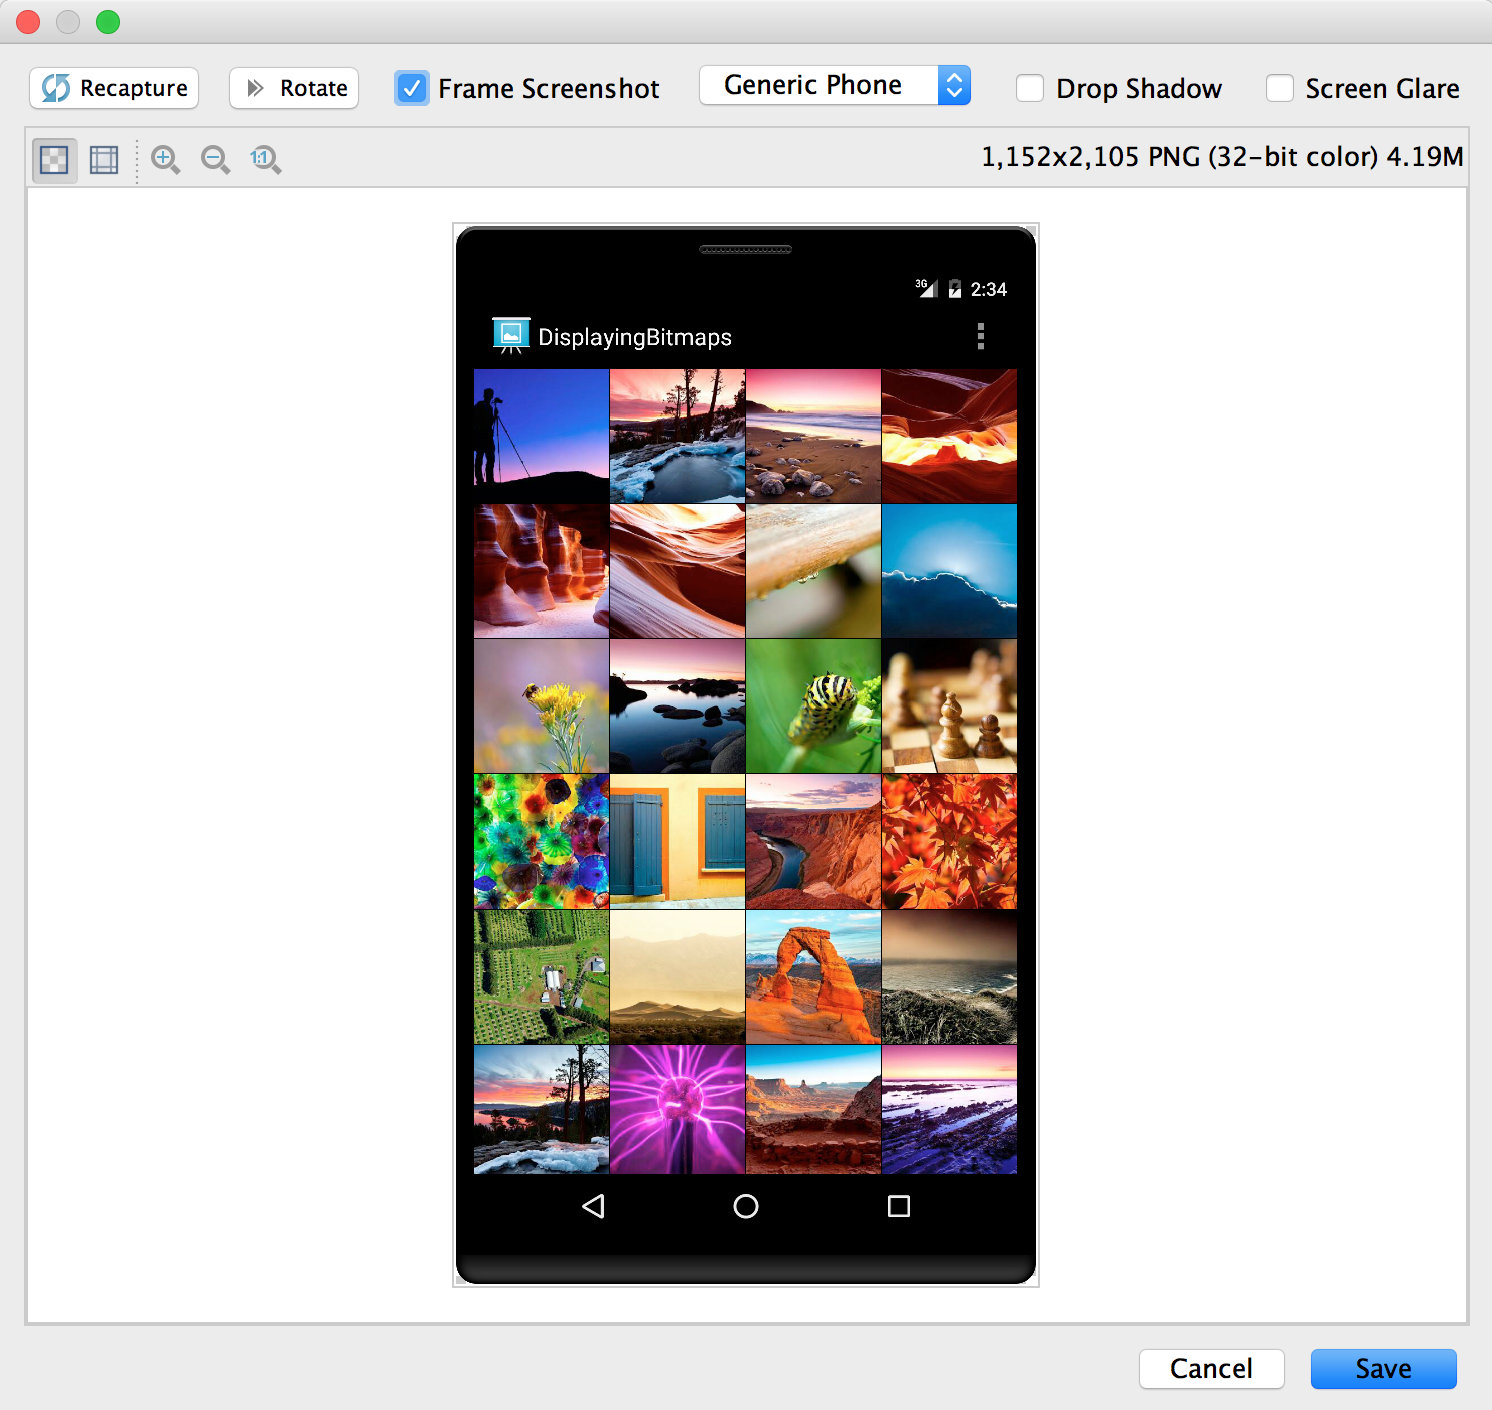 Recapture Rotate Frame Screenshot Generic Phone Drop Shadow Screen Glare
1:1 1,152x2,105 PNG (32-bit color) 4.19M
3G 2:34
DisplayingBitmaps
Cancel Save